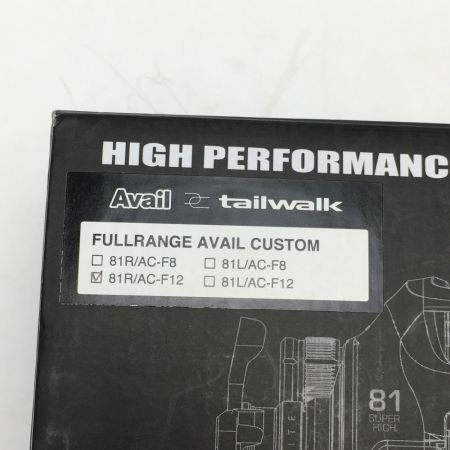 HIGH PERFORMANC
Avail tailwalk
FULLRANGE AVAIL CUSTOM
☐ 81R/AC-F8 ☐ 81L/AC-F8
☑ 81R/AC-F12 ☐ 81L/AC-F12
81
SUPER
HIGH.